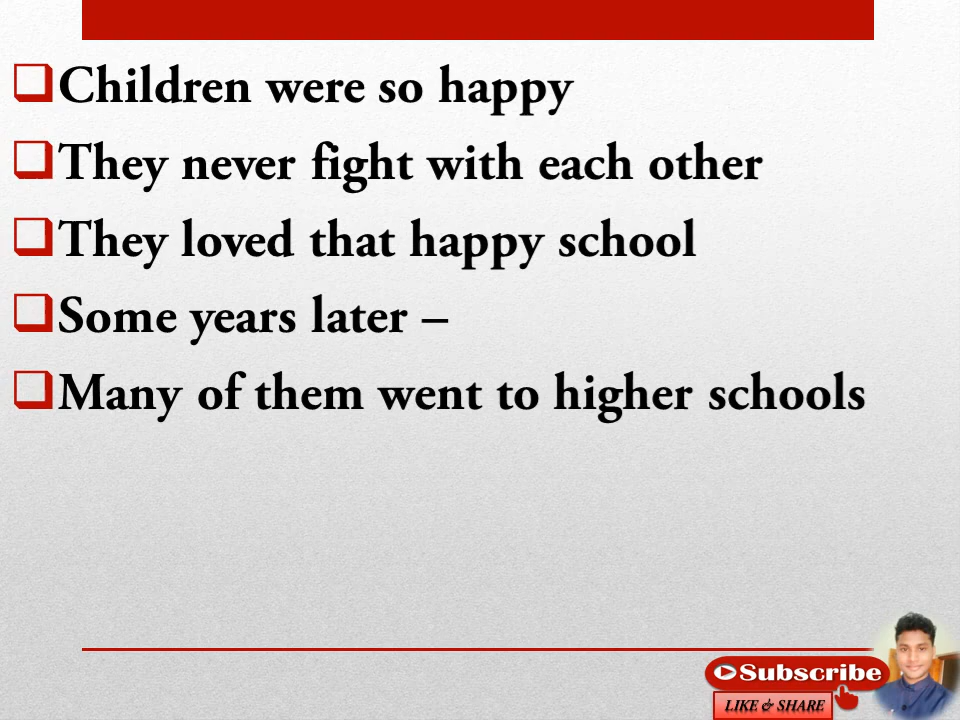 Children were so happy
They never fight with each other
They loved that happy school
Some years later –
Many of them went to higher schools
Subscribe
LIKE & SHARE